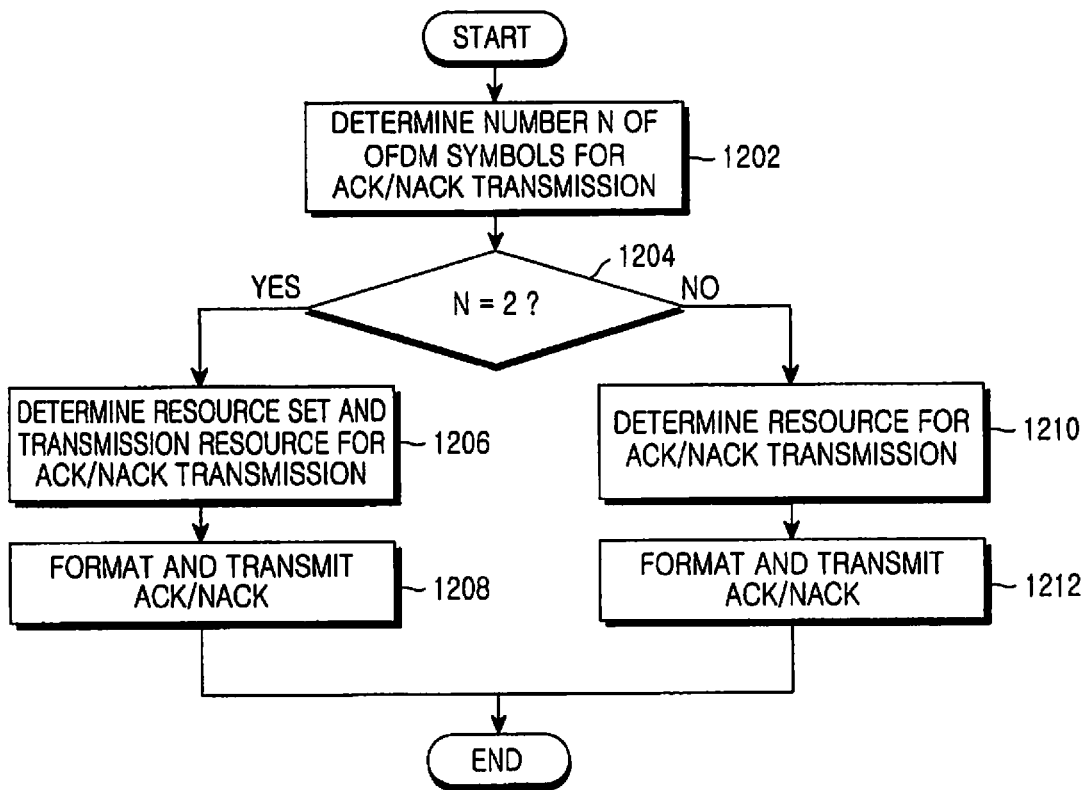 START
DETERMINE NUMBER N OF
OFDM SYMBOLS FOR
ACK/NACK TRANSMISSION
1202
1204
YES
N = 2 ?
NO
DETERMINE RESOURCE SET AND
TRANSMISSION RESOURCE FOR
ACK/NACK TRANSMISSION
1206
DETERMINE RESOURCE FOR
ACK/NACK TRANSMISSION
1210
FORMAT AND TRANSMIT
ACK/NACK
1208
FORMAT AND TRANSMIT
ACK/NACK
1212
END